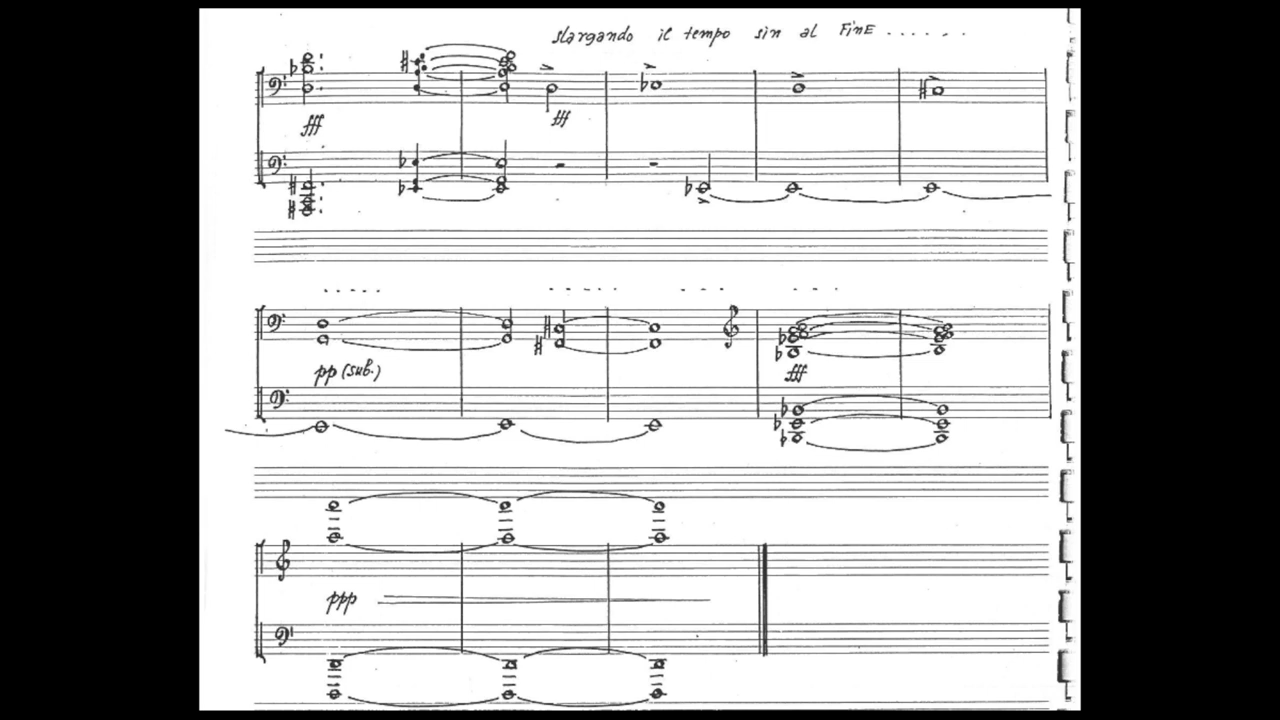 slargando il tempo sin al FinE . . . . . .
fff
fff
pp (sub.)
fff
ppp